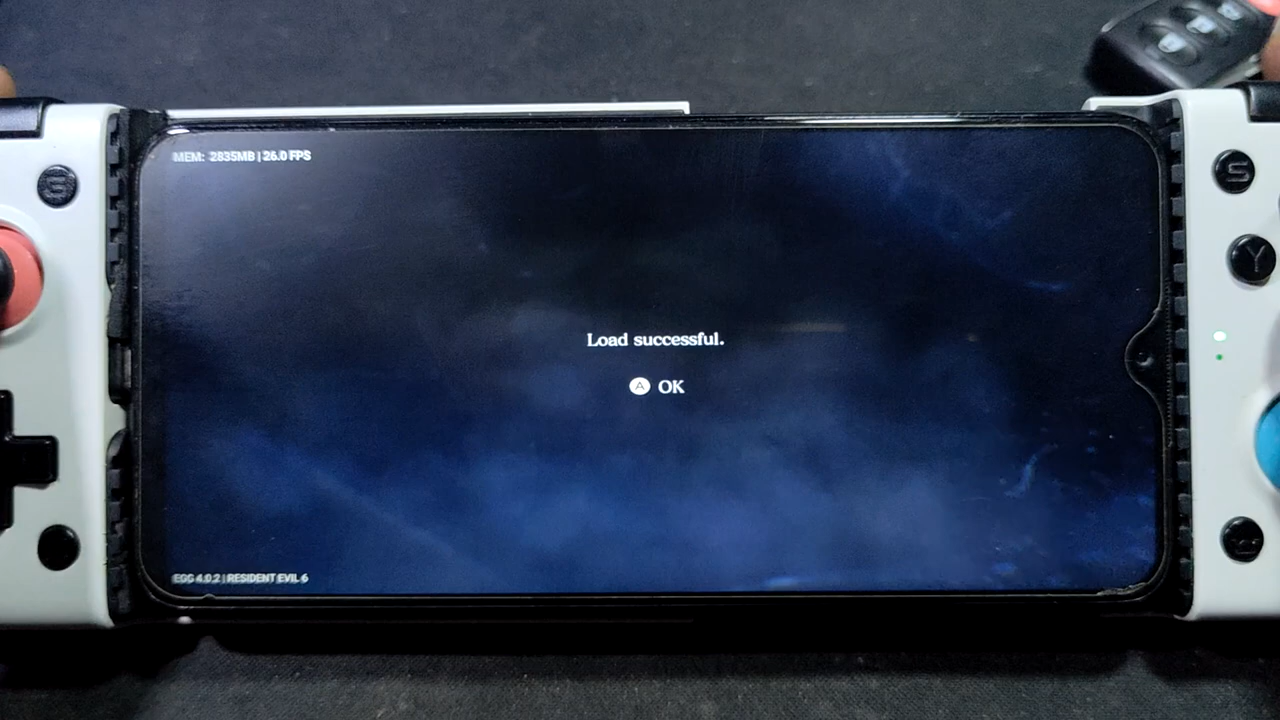 S
MEM: 2835MB | 26.0 FPS
S
Y
Load successful.
A OK
EGG 4.0.2 | RESIDENT EVIL 6